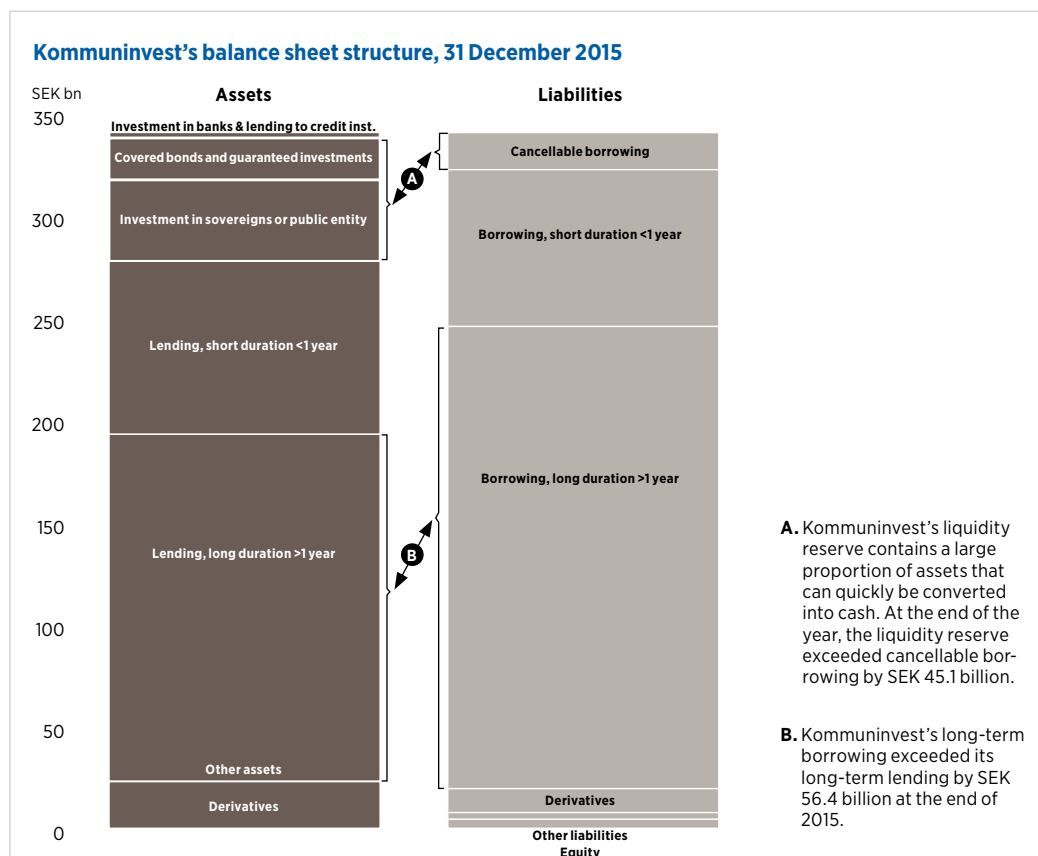 Kommuninvest's balance sheet structure, 31 December 2015
SEK bn
Assets
Liabilities
350
300
250
200
150
100
50
0
Investment in banks & lending to credit inst.
Covered bonds and guaranteed investments
Investment in sovereigns or public entity
Lending, short duration <1 year
Lending, long duration >1 year
Other assets
Derivatives
A
B
Cancellable borrowing
Borrowing, short duration <1 year
Borrowing, long duration >1 year
Derivatives
Other liabilities
Equity
A. Kommuninvest's liquidity
reserve contains a large
proportion of assets that
can quickly be converted
into cash. At the end of the
year, the liquidity reserve
exceeded cancellable bor-
rowing by SEK 45.1 billion.
B. Kommuninvest's long-term
borrowing exceeded its
long-term lending by SEK
56.4 billion at the end of
2015.